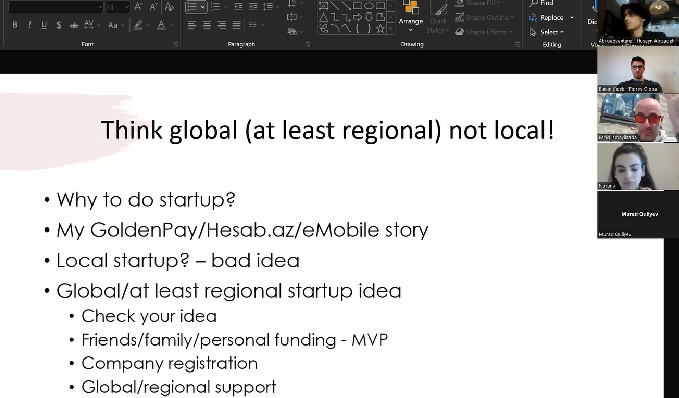 Font
Paragraph
Arrange
Quick
Styles
Shape Fill
Shape Outline
Shape Effects
Drawing
Find
Replace
Select
Editing
Think global (at least regional) not local!
• Why to do startup?
• My GoldenPay/Hesab.az/eMobile story
• Local startup? – bad idea
• Global/at least regional startup idea
• Check your idea
• Friends/family/personal funding - MVP
• Company registration
• Global/regional support
Murad Quliyev
Murad Quliyev